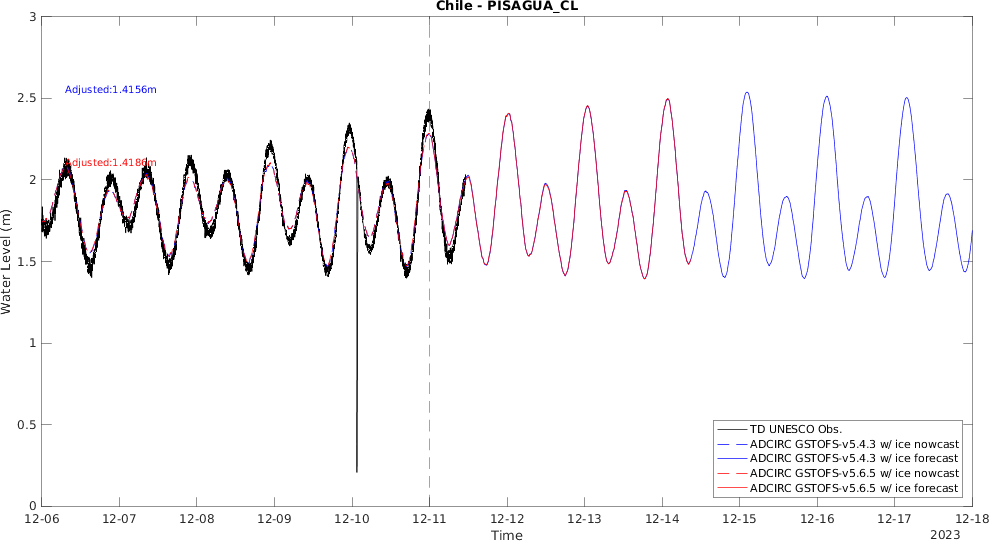 Chile - PISAGUA_CL
3
2.5
2
1.5
1
0.5
0
Water Level (m)
Adjusted:1.4156m
Adjusted:1.4186m
TD UNESCO Obs.
ADCIRC GSTOFS-v5.4.3 w/ ice nowcast
ADCIRC GSTOFS-v5.4.3 w/ ice forecast
ADCIRC GSTOFS-v5.6.5 w/ ice nowcast
ADCIRC GSTOFS-v5.6.5 w/ ice forecast
12-06 12-07 12-08 12-09 12-10 12-11 12-12 12-13 12-14 12-15 12-16 12-17 12-18
Time
2023